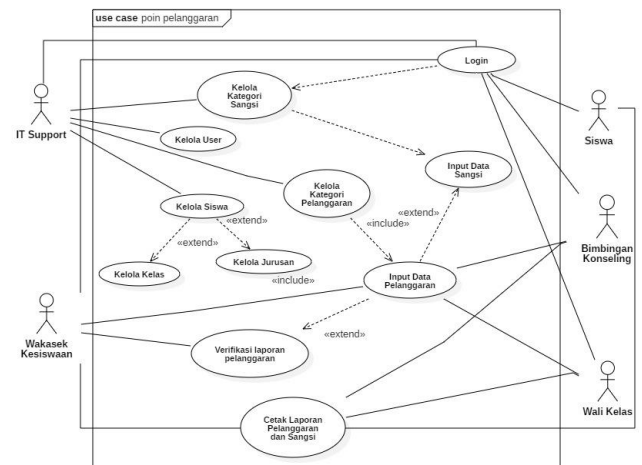 use case poin pelanggaran
Login
Kelola
Kategori
Sangsi
IT Support
Siswa
Kelola User
Input Data
Sangsi
Kelola
Kategori
Pelanggaran
Kelola Siswa
«extend»
«extend»
«include»
«extend»
Bimbingan
Konseling
Kelola Kelas
Kelola Jurusan
«include»
Input Data
Pelanggaran
Wakasek
Kesiswaan
«extend»
Verifikasi laporan
pelanggaran
Wali Kelas
Cetak Laporan
Pelanggaran
dan Sangsi